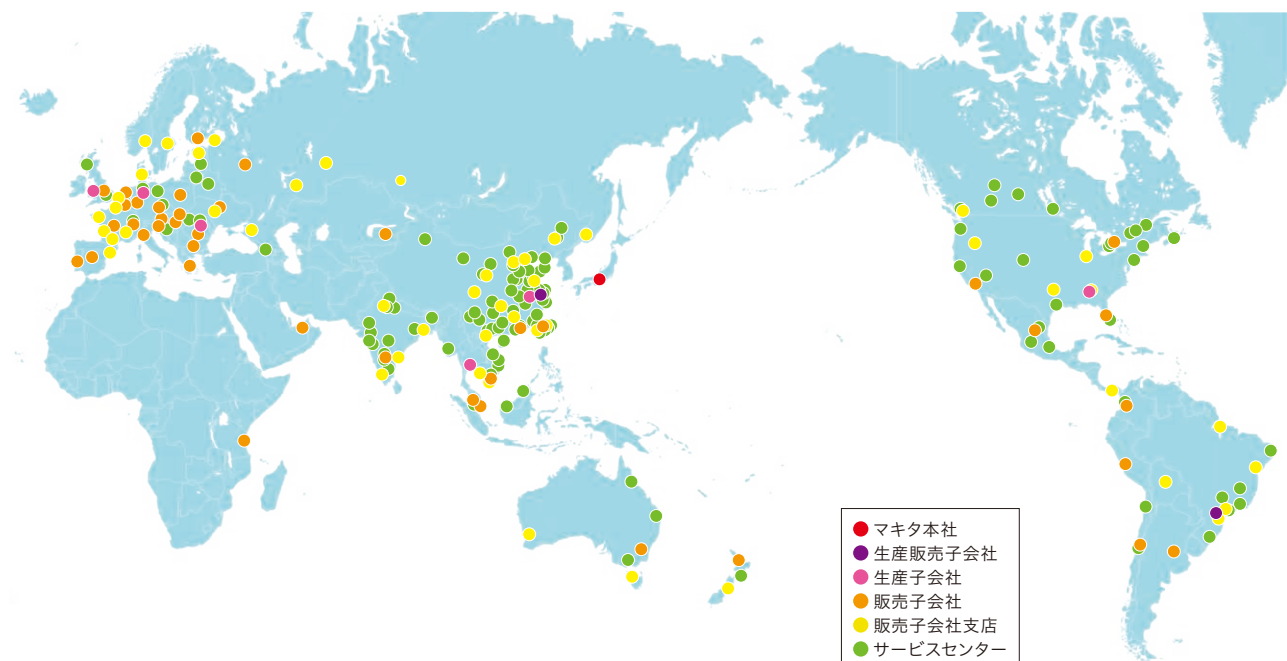 マキタ本社
生産販売子会社
生産子会社
販売子会社
販売子会社支店
サービスセンター